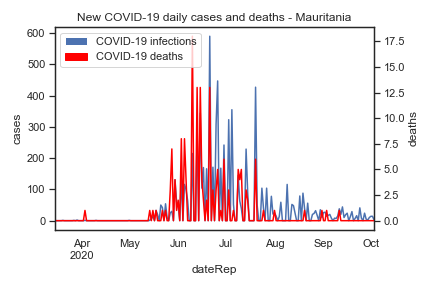 New COVID-19 daily cases and deaths - Mauritania
COVID-19 infections
COVID-19 deaths
600
500
400
300
200
100
0
cases
17.5
15.0
12.5
10.0
7.5
5.0
2.5
0.0
deaths
Apr May Jun Jul Aug Sep Oct
2020
dateRep